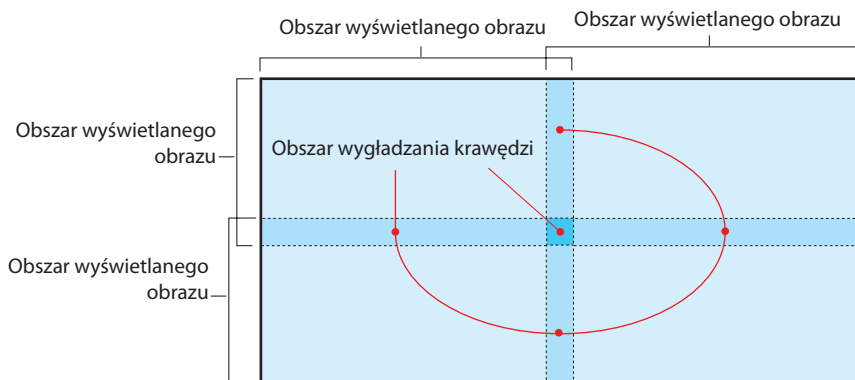 Obszar wyświetlanego obrazu
Obszar wyświetlanego obrazu
Obszar wyświetlanego
obrazu
Obszar wygładzania krawędzi
Obszar wyświetlanego
obrazu